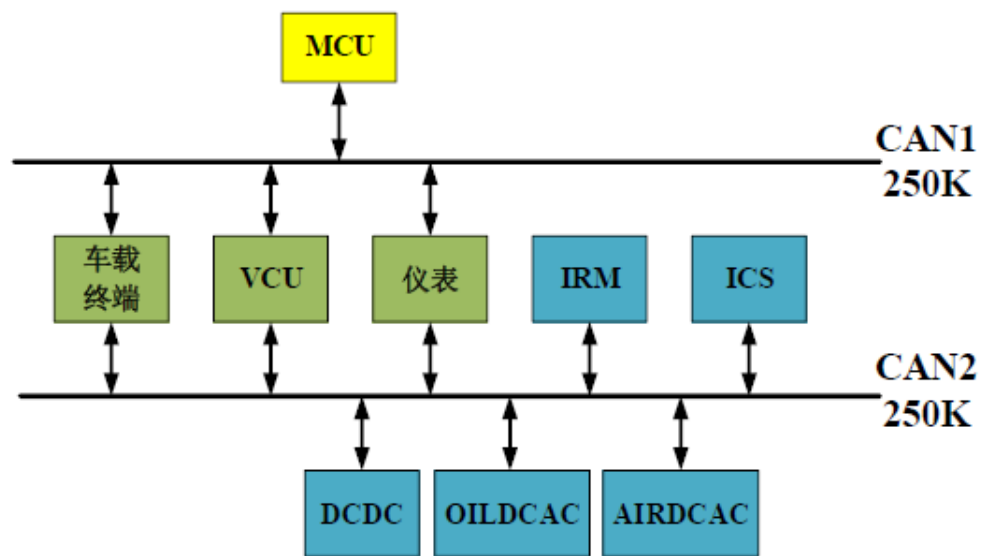 MCU
CAN1
250K
车载
终端
VCU
仪表
IRM
ICS
CAN2
250K
DCDC
OILDCAC
AIRDCAC